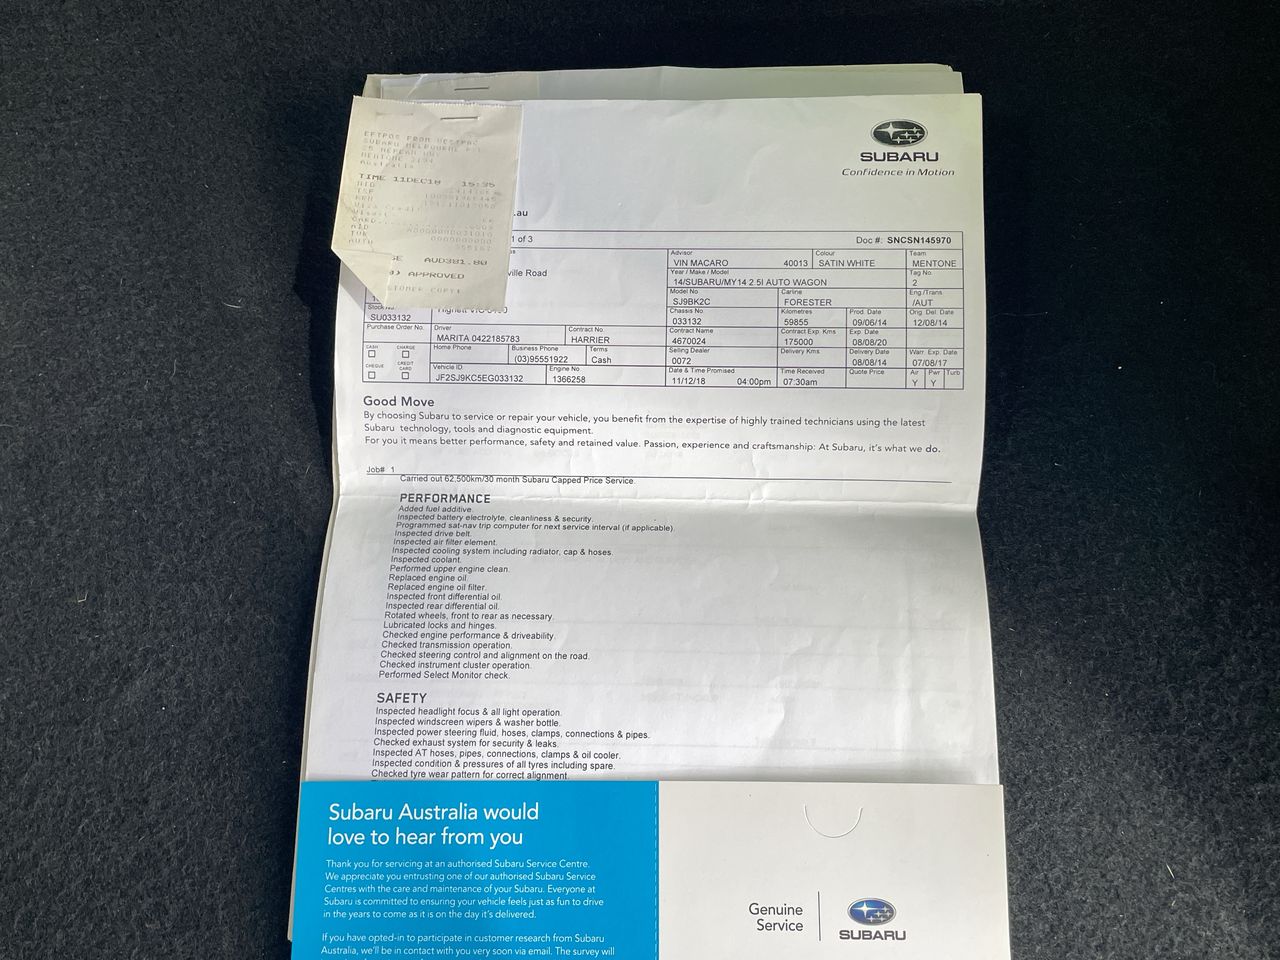 EFTPOS FROM WESTPAC
SUBARU MELBOURNE
MENTONE 3194
Australia
TIME 11DEC18 15:35
AUD381.80
APPROVED
SUBARU
Confidence in Motion
.au
1 of 3
Doc #: SNCSN145970
ville Road
Advisor
VIN MACARO 40013
Colour
SATIN WHITE
Team
MENTONE
Year / Make / Model
14/SUBARU/MY14 2.5I AUTO WAGON
Tag No.
2
Model No
SJ9BK2C
Carline
FORESTER
Eng./Trans
/AUT
Stock No.
SU033132
Chassis No.
033132
Kilometres
59855
Prod. Date
09/06/14
Orig. Del. Date
12/08/14
Purchase Order No.
Driver
MARITA 0422185783
Contract No.
HARRIER
Contract Name
4670024
Contract Exp. Kms
175000
Exp. Date
08/08/20
CASH
CHARGE
Home Phone
Business Phone
(03)95551922
Terms
Cash
Selling Dealer
0072
Delivery Kms
Delivery Date
08/08/14
Warr. Exp. Date
07/08/17
CHEQUE
CREDIT CARD
Vehicle ID.
JF2SJ9KC5EG033132
Engine No.
1366258
Date & Time Promised
11/12/18 04:00pm
Time Received
07:30am
Quote Price
Air Pwr Turb
Y Y
Good Move
By choosing Subaru to service or repair your vehicle, you benefit from the expertise of highly trained technicians using the latest
Subaru technology, tools and diagnostic equipment.
For you it means better performance, safety and retained value. Passion, experience and craftsmanship: At Subaru, it's what we do.
Job# 1
Carried out 62,500km/30 month Subaru Capped Price Service.
PERFORMANCE
Added fuel additive.
Inspected battery electrolyte, cleanliness & security.
Programmed sat-nav trip computer for next service interval (if applicable).
Inspected drive belt.
Inspected air filter element.
Inspected cooling system including radiator, cap & hoses.
Inspected coolant.
Performed upper engine clean.
Replaced engine oil.
Replaced engine oil filter.
Inspected front differential oil.
Inspected rear differential oil.
Rotated wheels, front to rear as necessary.
Lubricated locks and hinges.
Checked engine performance & driveability.
Checked transmission operation.
Checked steering control and alignment on the road.
Checked instrument cluster operation.
Performed Select Monitor check.
SAFETY
Inspected headlight focus & all light operation.
Inspected windscreen wipers & washer bottle.
Inspected power steering fluid, hoses, clamps, connections & pipes.
Checked exhaust system for security & leaks.
Inspected AT hoses, pipes, connections, clamps & oil cooler.
Inspected condition & pressures of all tyres including spare.
Checked tyre wear pattern for correct alignment.
Subaru Australia would
love to hear from you
Thank you for servicing at an authorised Subaru Service Centre.
We appreciate you entrusting one of our authorised Subaru Service
Centres with the care and maintenance of your Subaru. Everyone at
Subaru is committed to ensuring your vehicle feels just as fun to drive
in the years to come as it is on the day it's delivered.
If you have opted-in to participate in customer research from Subaru
Australia, we'll be in contact with you very soon via email. The survey will
Genuine
Service
SUBARU